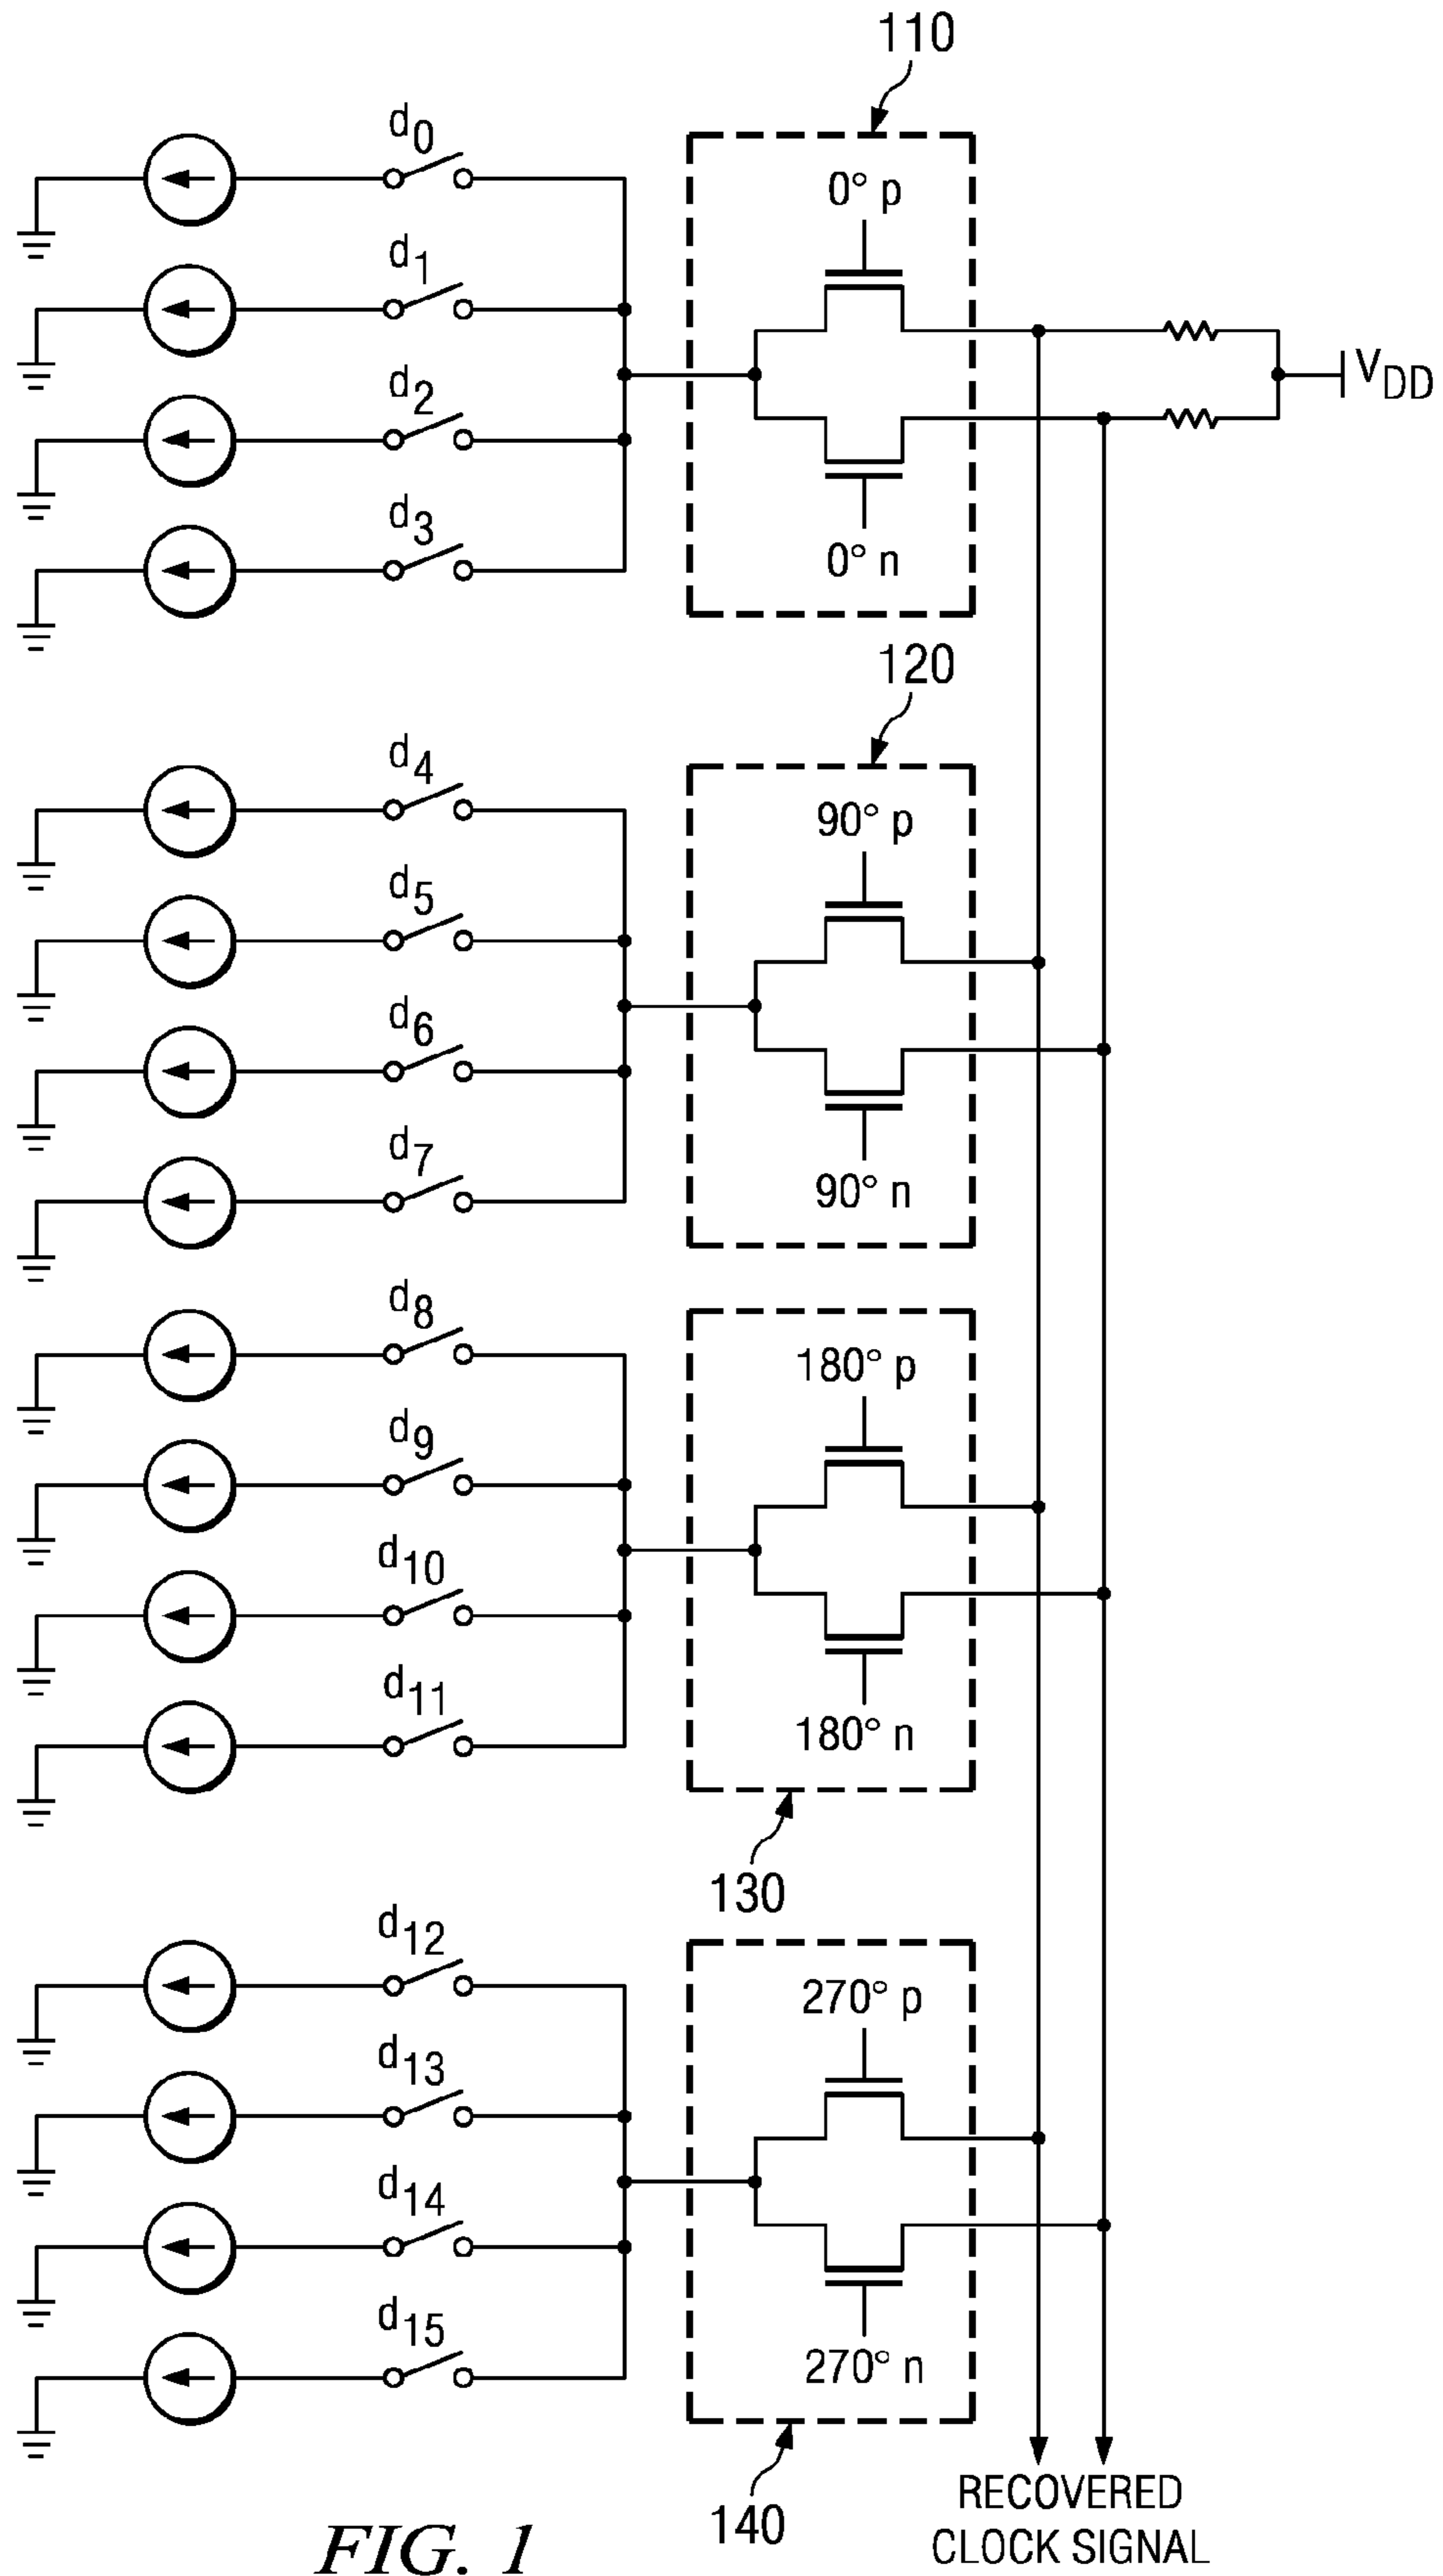 110
d0
0° p
d1
d2
VDD
d3
0° n
120
d4
90° p
d5
d6
d7
90° n
d8
180° p
d9
d10
d11
180° n
130
d12
270° p
d13
d14
d15
270° n
140
RECOVERED
CLOCK SIGNAL
FIG. 1